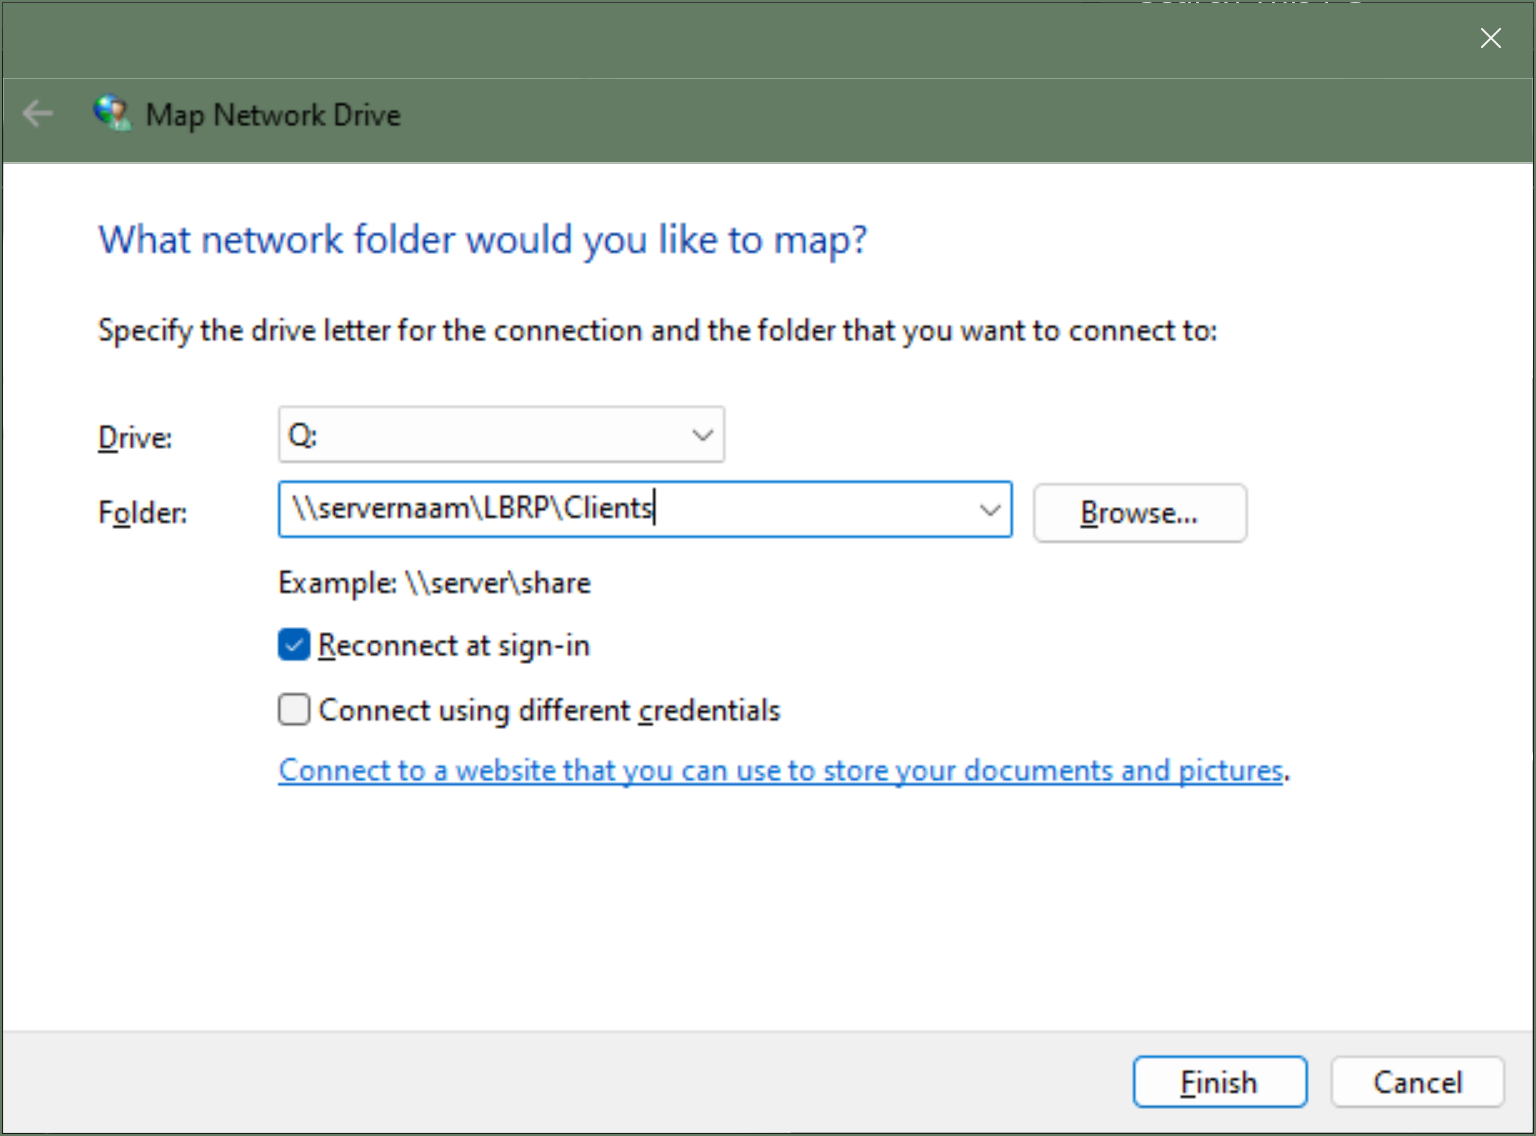 Map Network Drive
What network folder would you like to map?
Specify the drive letter for the connection and the folder that you want to connect to:
Drive: Q:
Folder: \\servernaam\LBRP\Clients Browse...
Example: \\server\share
Reconnect at sign-in
Connect using different credentials
Connect to a website that you can use to store your documents and pictures.
Finish Cancel